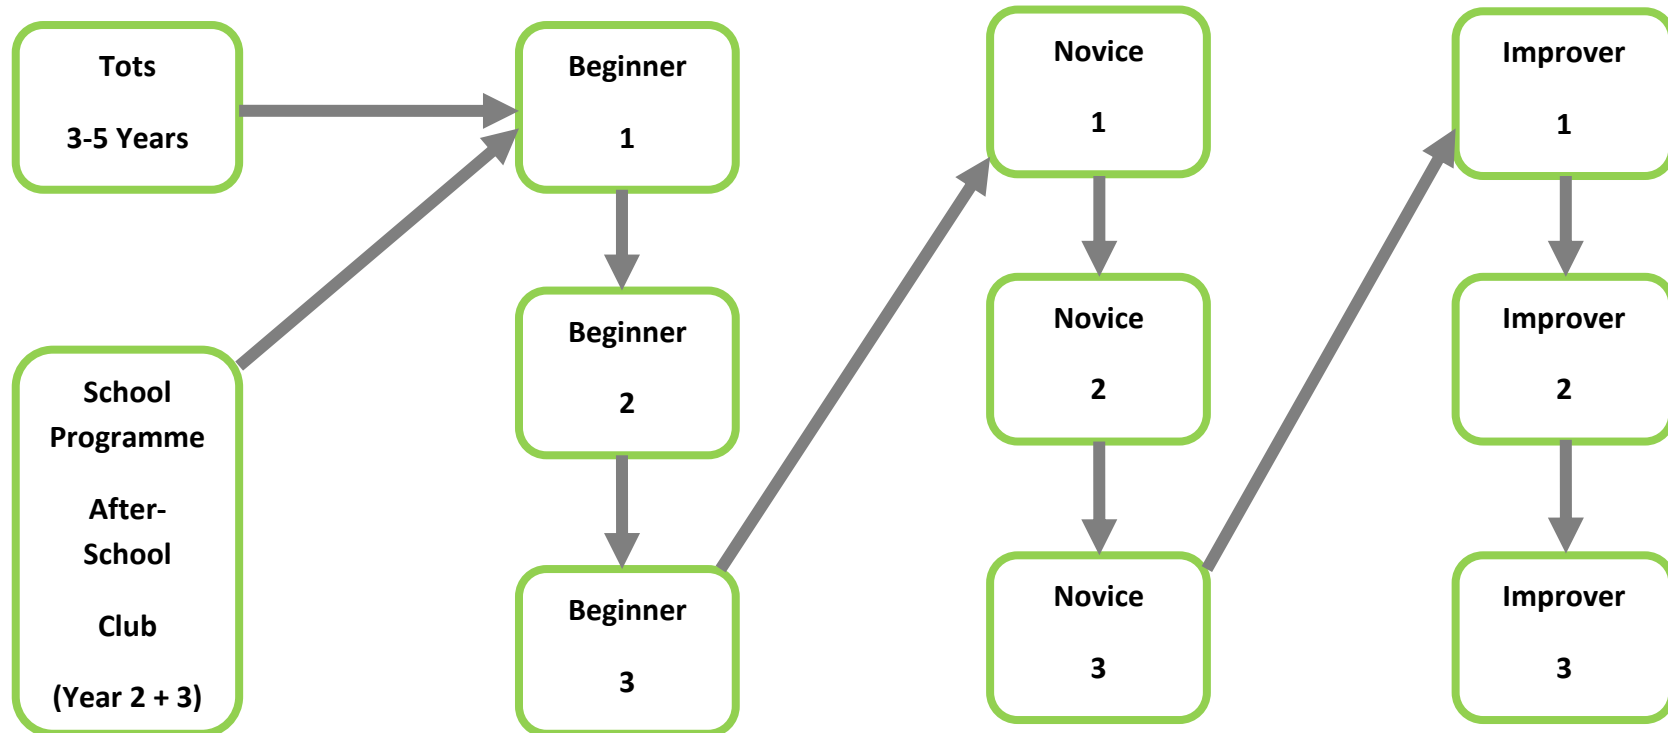 Tots
3-5 Years
School
Programme
After-
School
Club
(Year 2 + 3)
Beginner
1
Beginner
2
Beginner
3
Novice
1
Novice
2
Novice
3
Improver
1
Improver
2
Improver
3